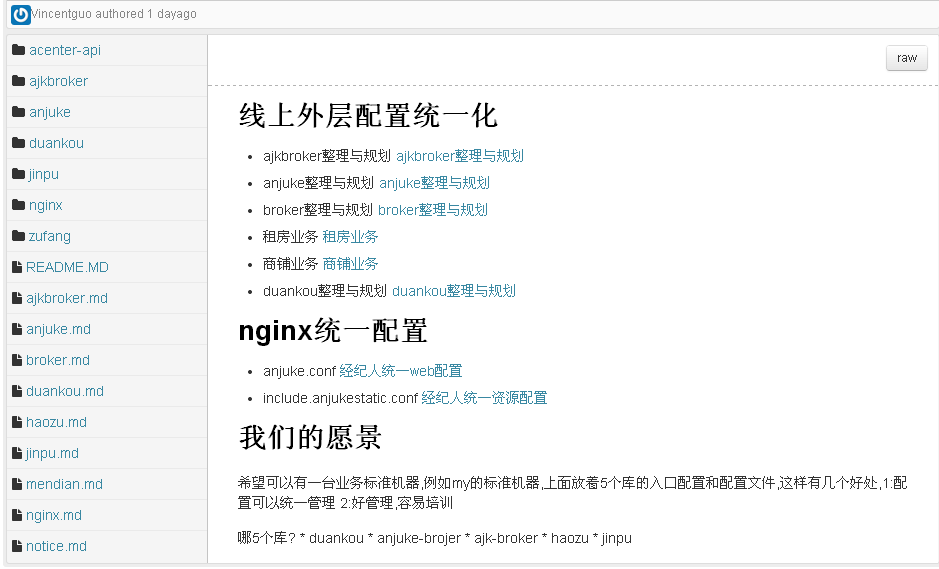 Vincentguo authored 1 dayago
acenter-api
ajkbroker
anjuke
duankou
jinpu
nginx
zufang
README.MD
ajkbroker.md
anjuke.md
broker.md
duankou.md
haozu.md
jinpu.md
mendian.md
nginx.md
notice.md
raw
线上外层配置统一化
ajkbroker整理与规划 ajkbroker整理与规划
anjuke整理与规划 anjuke整理与规划
broker整理与规划 broker整理与规划
租房业务 租房业务
商铺业务 商铺业务
duankou整理与规划 duankou整理与规划
nginx统一配置
anjuke.conf 经纪人统一web配置
include.anjukestatic.conf 经纪人统一资源配置
我们的愿景
希望可以有一台业务标准机器,例如my的标准机器,上面放着5个库的入口配置和配置文件,这样有几个好处,1:配
置可以统一管理 2:好管理,容易培训
哪5个库? * duankou * anjuke-brojer * ajk-broker * haozu * jinpu